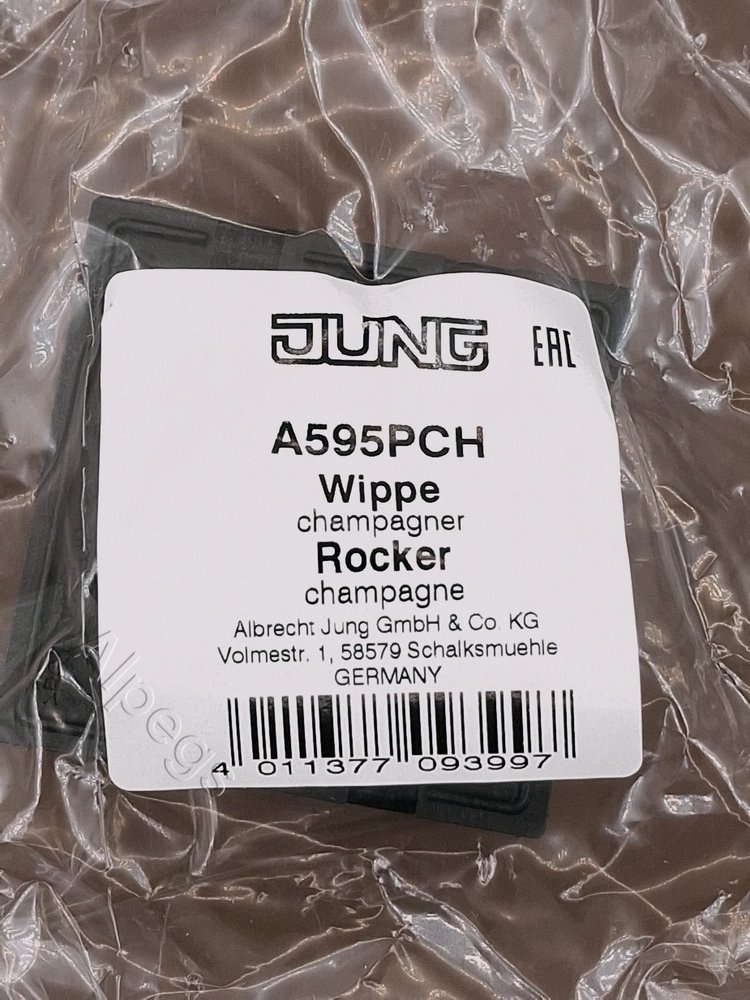 JUNG
EAC
A595PCH
Wippe
champagner
Rocker
champagne
Albrecht Jung GmbH & Co. KG
Volmestr. 1, 58579 Schalksmuehle
GERMANY
4 011377 093997
Alpegs